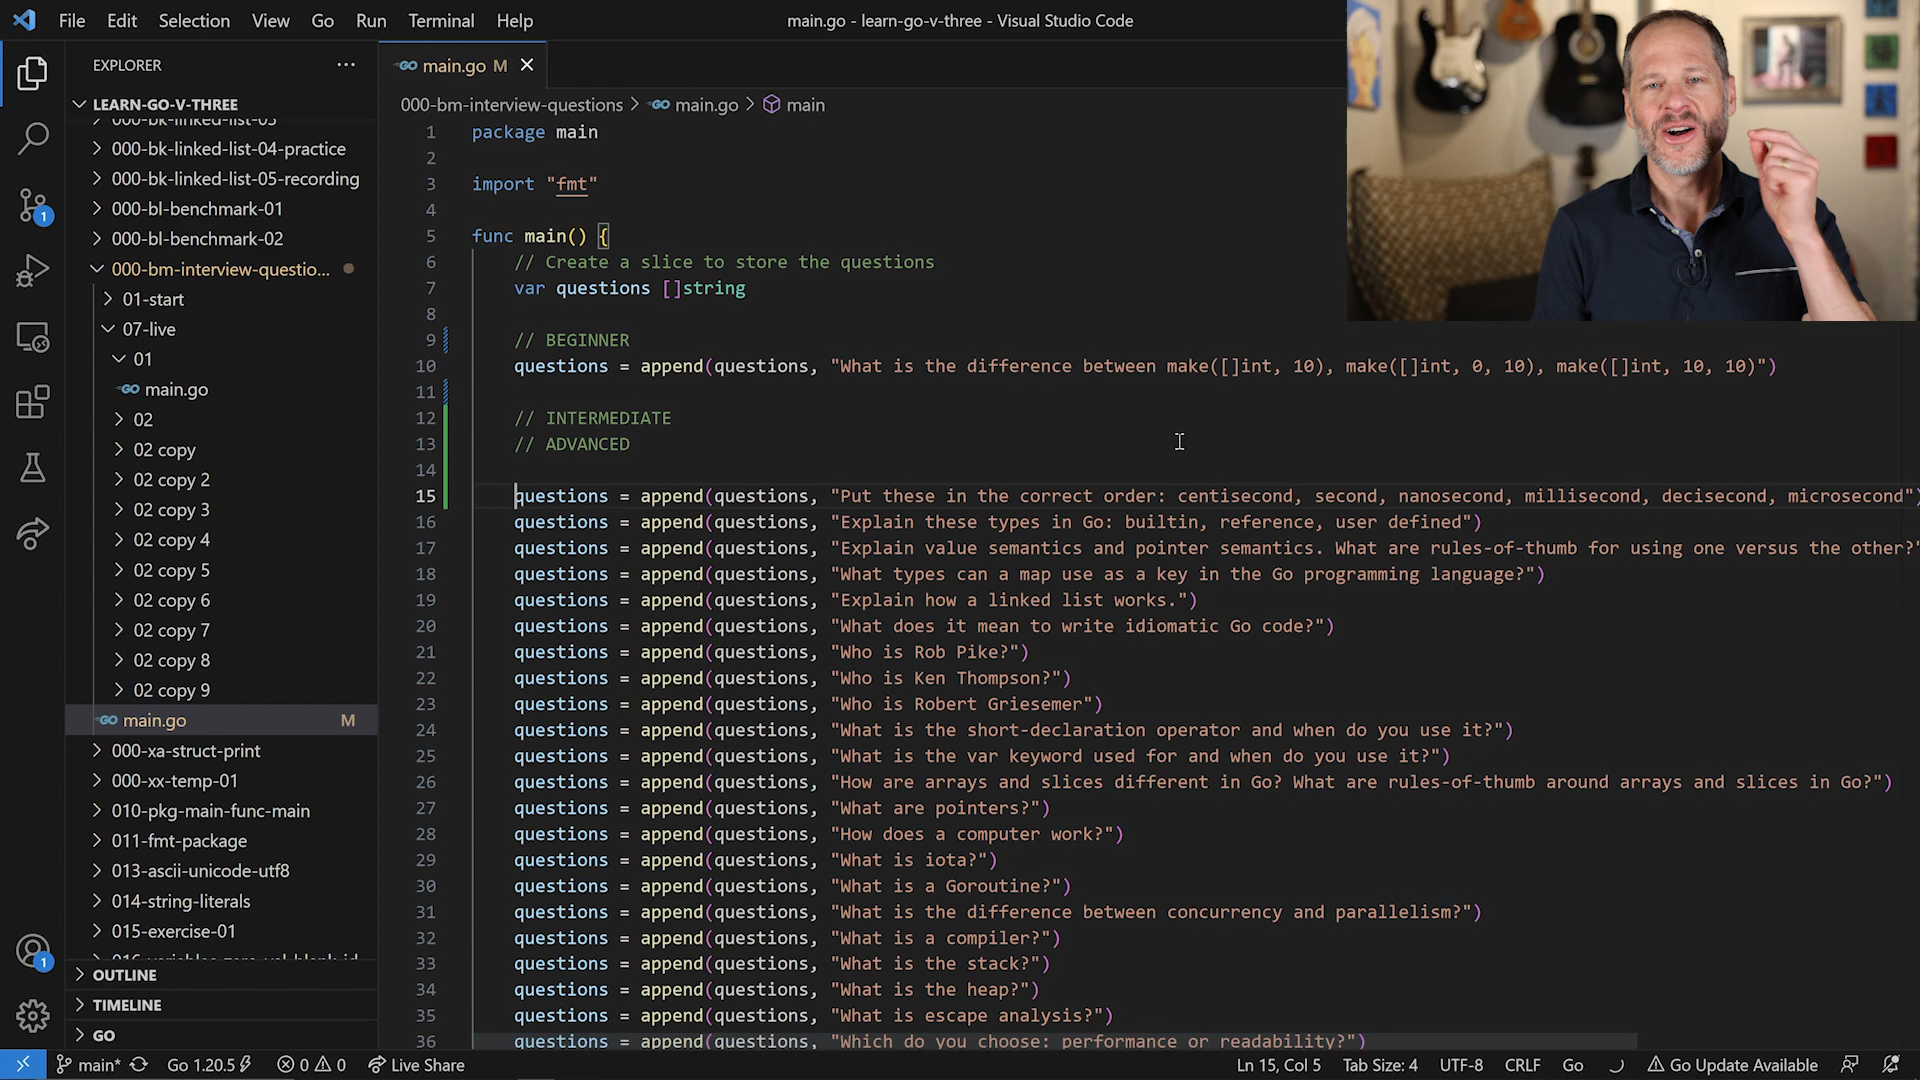 File Edit Selection View Go Run Terminal Help
main.go - learn-go-v-three - Visual Studio Code
EXPLORER
LEARN-GO-V-THREE
000-bk-linked-list-03
000-bk-linked-list-04-practice
000-bk-linked-list-05-recording
000-bl-benchmark-01
000-bl-benchmark-02
000-bm-interview-questio...
01-start
07-live
01
main.go
02
02 copy
02 copy 2
02 copy 3
02 copy 4
02 copy 5
02 copy 6
02 copy 7
02 copy 8
02 copy 9
main.go M
000-xa-struct-print
000-xx-temp-01
010-pkg-main-func-main
011-fmt-package
013-ascii-unicode-utf8
014-string-literals
015-exercise-01
OUTLINE
TIMELINE
GO
1
1
main.go M
000-bm-interview-questions > main.go > main
1 package main
2
3 import "fmt"
4
5 func main() {
6 // Create a slice to store the questions
7 var questions []string
8
9 // BEGINNER
10 questions = append(questions, "What is the difference between make([]int, 10), make([]int, 0, 10), make([]int, 10, 10)")
11
12 // INTERMEDIATE
13 // ADVANCED
14
15 questions = append(questions, "Put these in the correct order: centisecond, second, nanosecond, millisecond, decisecond, microsecond")
16 questions = append(questions, "Explain these types in Go: builtin, reference, user defined")
17 questions = append(questions, "Explain value semantics and pointer semantics. What are rules-of-thumb for using one versus the other?"
18 questions = append(questions, "What types can a map use as a key in the Go programming language?")
19 questions = append(questions, "Explain how a linked list works.")
20 questions = append(questions, "What does it mean to write idiomatic Go code?")
21 questions = append(questions, "Who is Rob Pike?")
22 questions = append(questions, "Who is Ken Thompson?")
23 questions = append(questions, "Who is Robert Griesemer")
24 questions = append(questions, "What is the short-declaration operator and when do you use it?")
25 questions = append(questions, "What is the var keyword used for and when do you use it?")
26 questions = append(questions, "How are arrays and slices different in Go? What are rules-of-thumb around arrays and slices in Go?")
27 questions = append(questions, "What are pointers?")
28 questions = append(questions, "How does a computer work?")
29 questions = append(questions, "What is iota?")
30 questions = append(questions, "What is a Goroutine?")
31 questions = append(questions, "What is the difference between concurrency and parallelism?")
32 questions = append(questions, "What is a compiler?")
33 questions = append(questions, "What is the stack?")
34 questions = append(questions, "What is the heap?")
35 questions = append(questions, "What is escape analysis?")
36 questions = append(questions, "Which do you choose: performance or readability?")
main* Go 1.20.5 0 0 Live Share
Ln 15, Col 5 Tab Size: 4 UTF-8 CRLF Go Go Update Available